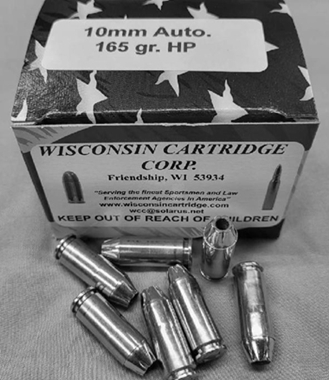 10mm Auto.
165 gr. HP
WISCONSIN CARTRIDGE
CORP.
Friendship, WI 53934
"Serving the finest Sportsmen and Law
Enforcement Agencies in America"
www.wisconsincartridge.com
wcc@solarus.net
KEEP OUT OF REACH OF CHILDREN